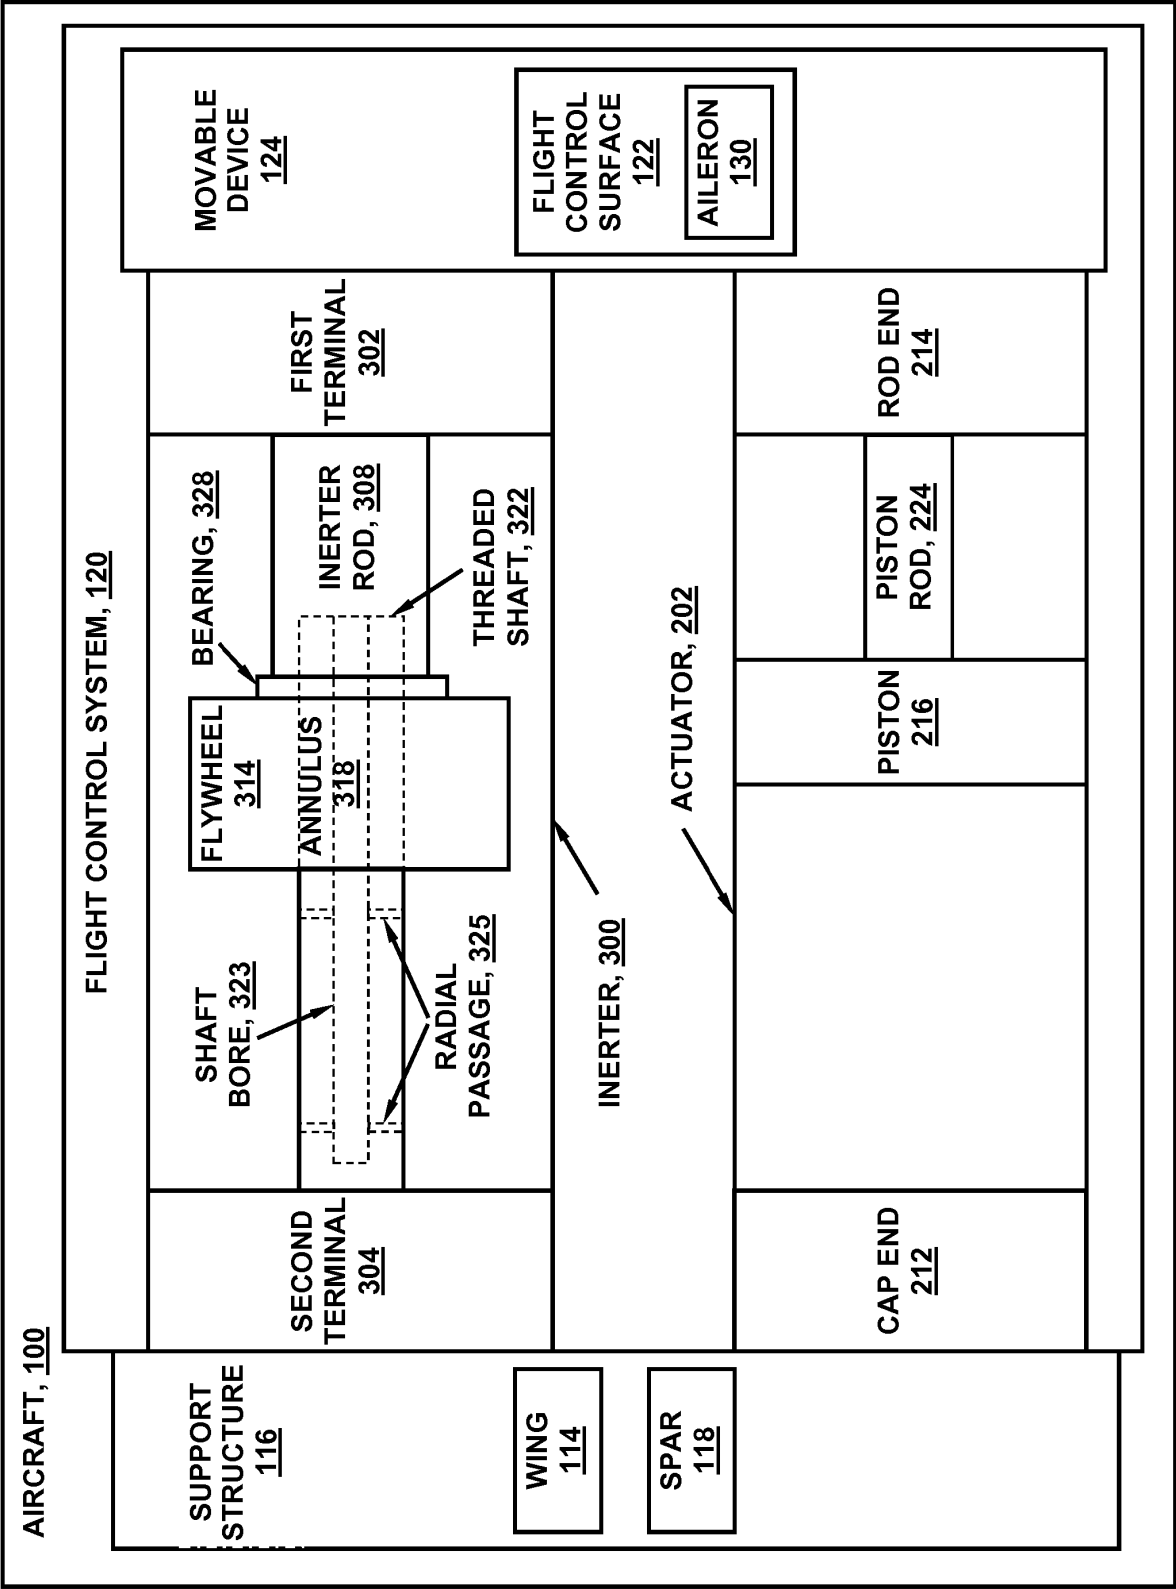 AIRCRAFT, 100
FLIGHT CONTROL SYSTEM, 120
SUPPORT
STRUCTURE
116
WING
114
SPAR
118
SECOND
TERMINAL
304
SHAFT
BORE, 323
RADIAL
PASSAGE, 325
FLYWHEEL
314
ANNULUS
318
BEARING, 328
INERTER
ROD, 308
THREADED
SHAFT, 322
FIRST
TERMINAL
302
MOVABLE
DEVICE
124
FLIGHT
CONTROL
SURFACE
122
AILERON
130
INERTER, 300
ACTUATOR, 202
CAP END
212
PISTON
216
PISTON
ROD, 224
ROD END
214